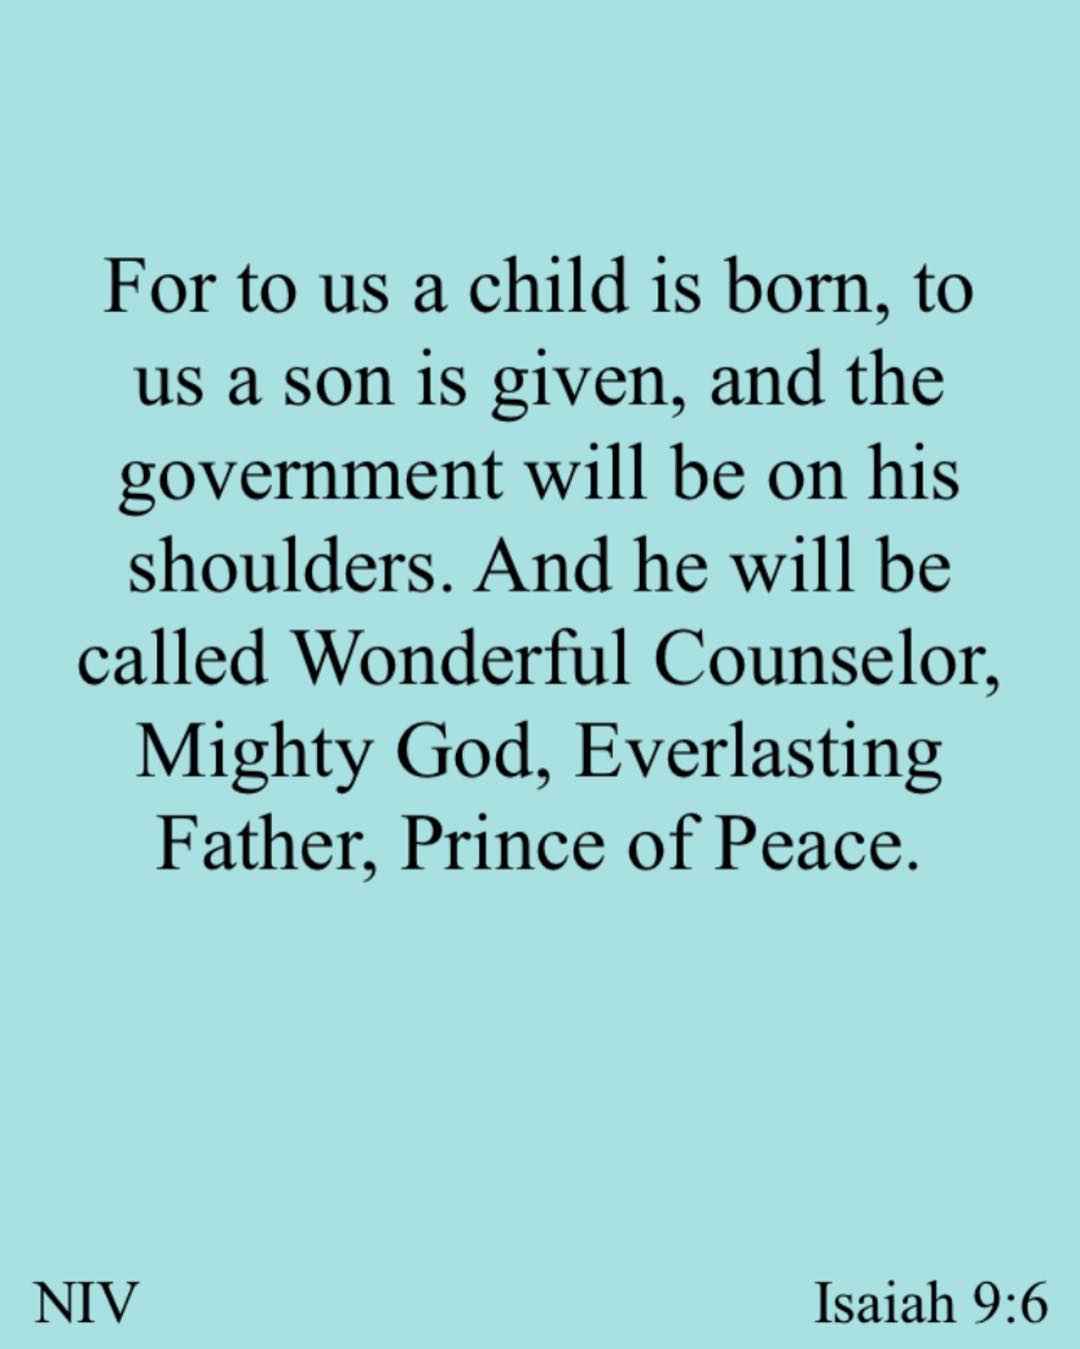 For to us a child is born, to
us a son is given, and the
government will be on his
shoulders. And he will be
called Wonderful Counselor,
Mighty God, Everlasting
Father, Prince of Peace.
NIV
Isaiah 9:6